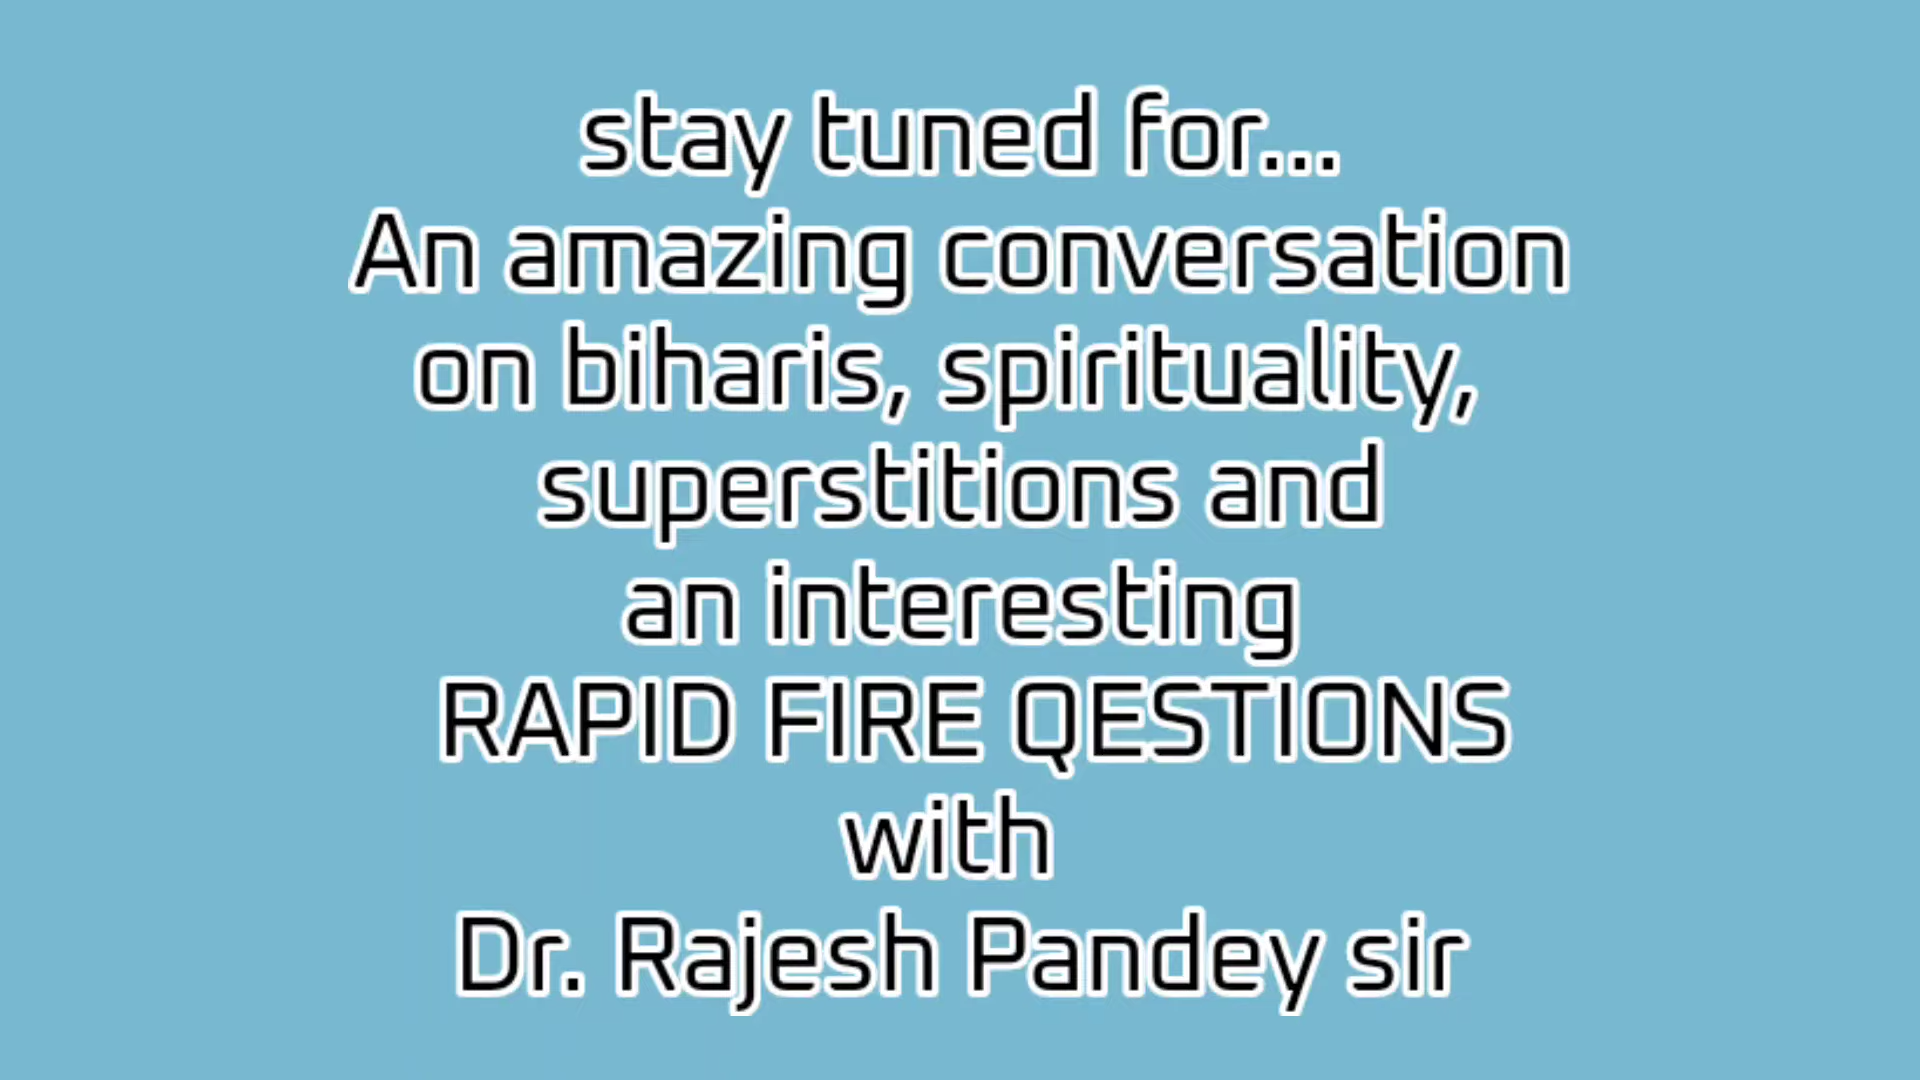 stay tuned for...
An amazing conversation
on biharis, spirituality,
superstitions and
an interesting
RAPID FIRE QESTIONS
with
Dr. Rajesh Pandey sir